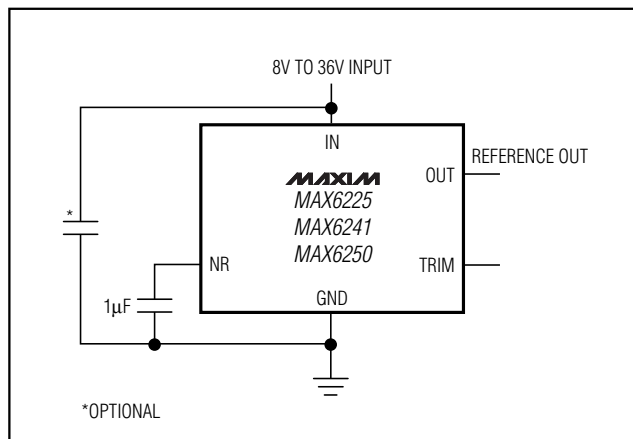 8V TO 36V INPUT
IN
REFERENCE OUT
OUT
MAXIM
MAX6225
MAX6241
MAX6250
*
NR
TRIM
1μF
GND
*OPTIONAL